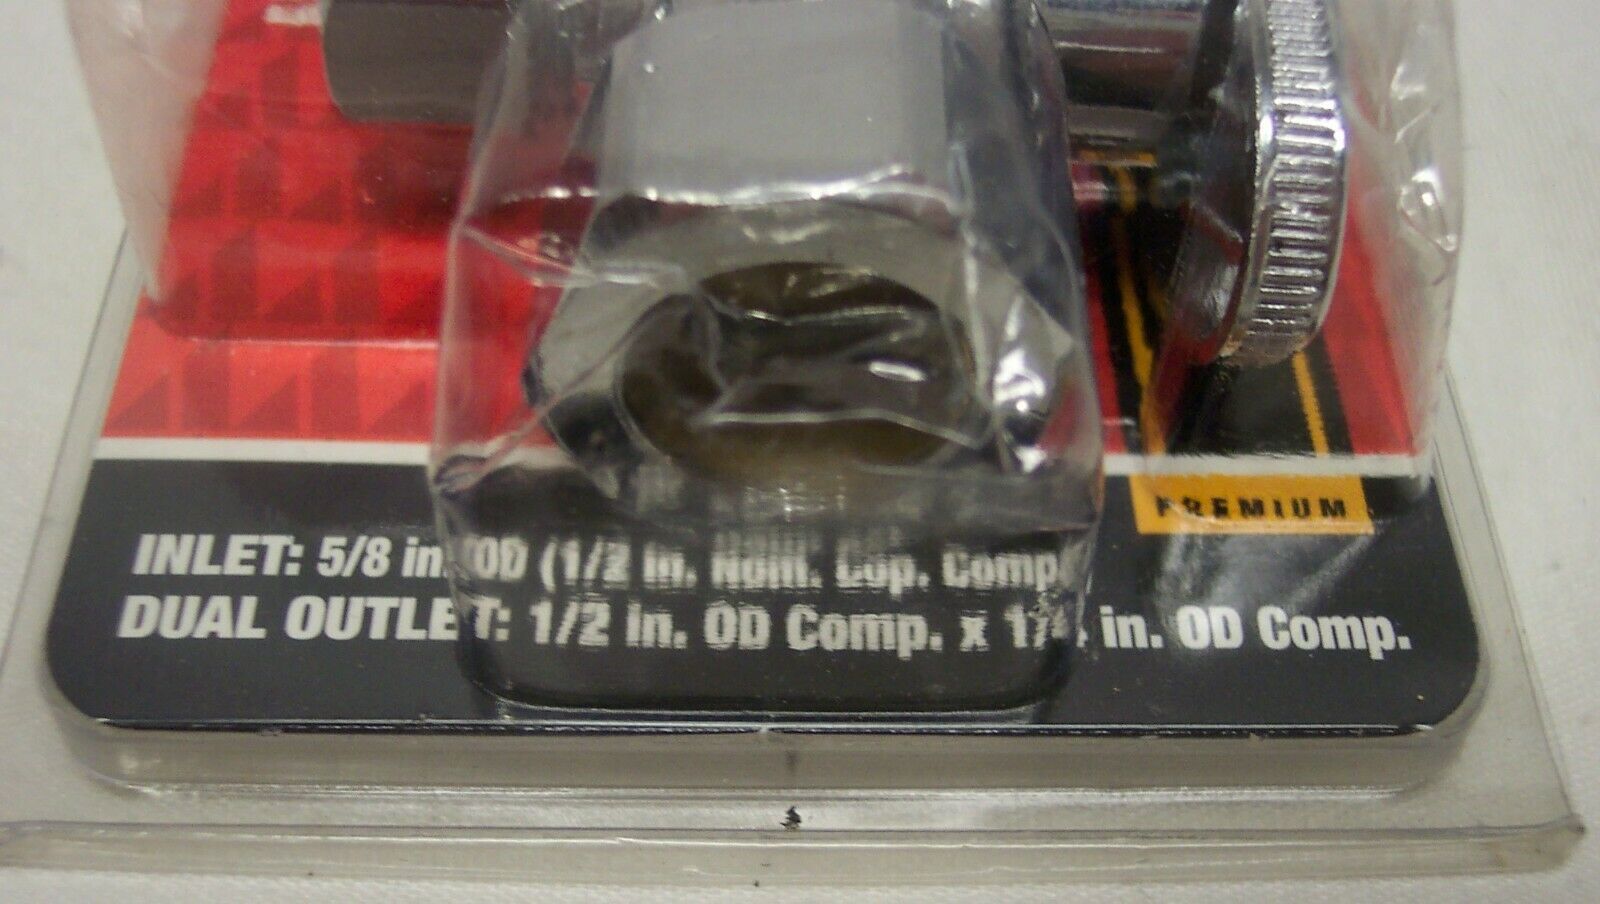 PREMIUM
INLET: 5/8 in. OD (1/2 in. Nom. Cop. Comp
DUAL OUTLET: 1/2 in. OD Comp. x 1/4 in. OD Comp.